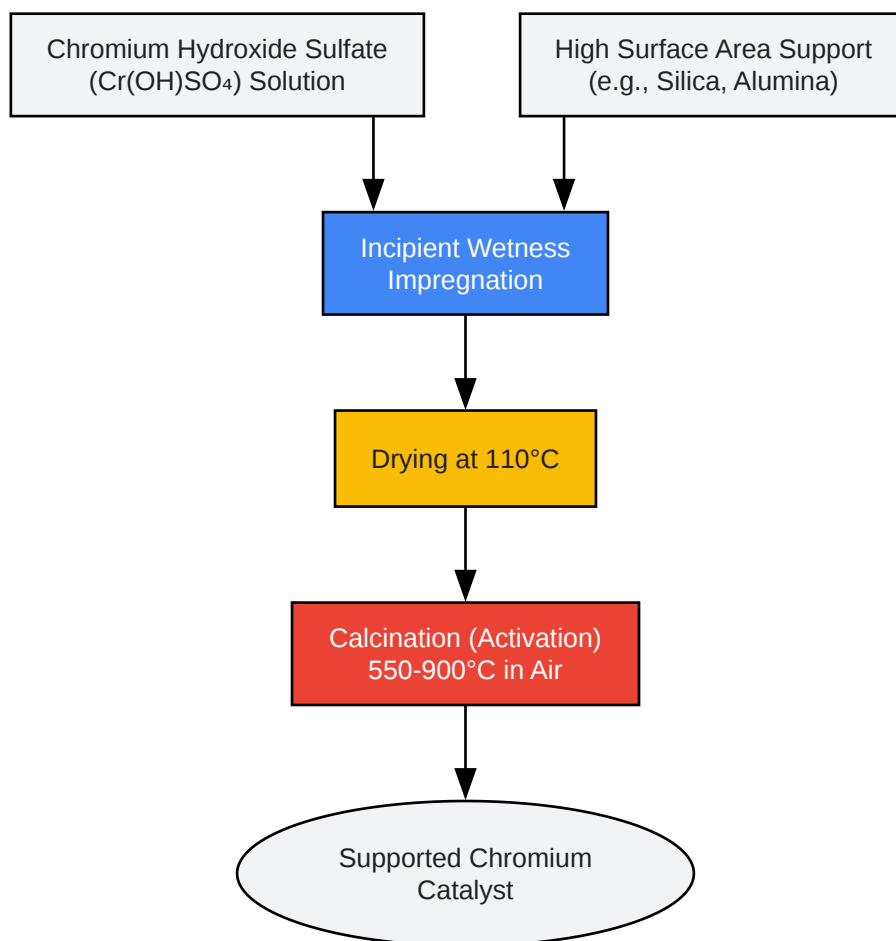 Chromium Hydroxide Sulfate
(Cr(OH)SO₄) Solution
High Surface Area Support
(e.g., Silica, Alumina)
Incipient Wetness
Impregnation
Drying at 110°C
Calcination (Activation)
550-900°C in Air
Supported Chromium
Catalyst